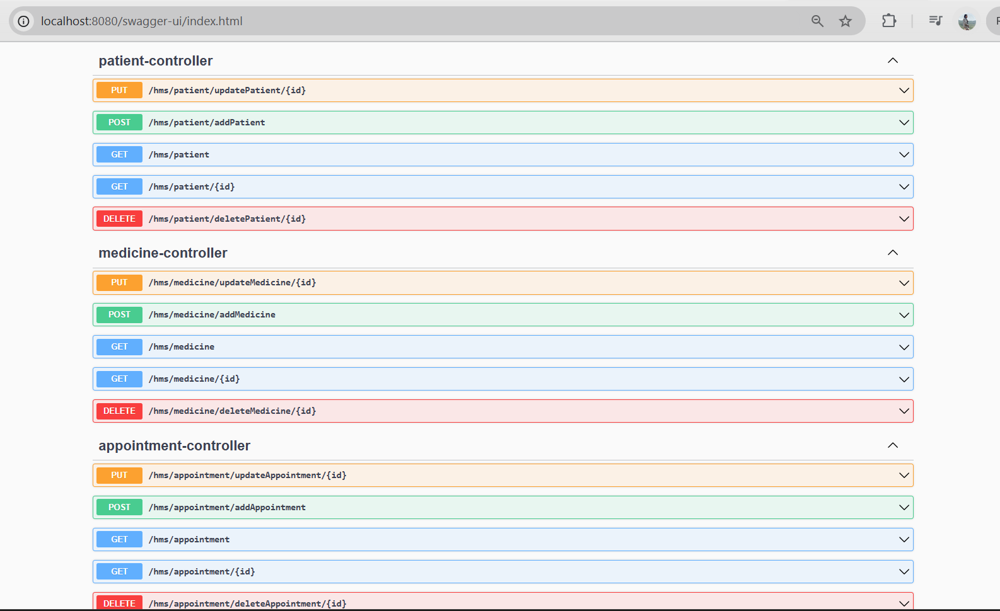 localhost:8080/swagger-ui/index.html
patient-controller
PUT /hms/patient/updatePatient/{id}
POST /hms/patient/addPatient
GET /hms/patient
GET /hms/patient/{id}
DELETE /hms/patient/deletePatient/{id}
medicine-controller
PUT /hms/medicine/updateMedicine/{id}
POST /hms/medicine/addMedicine
GET /hms/medicine
GET /hms/medicine/{id}
DELETE /hms/medicine/deleteMedicine/{id}
appointment-controller
PUT /hms/appointment/updateAppointment/{id}
POST /hms/appointment/addAppointment
GET /hms/appointment
GET /hms/appointment/{id}
DELETE /hms/appointment/deleteAppointment/{id}